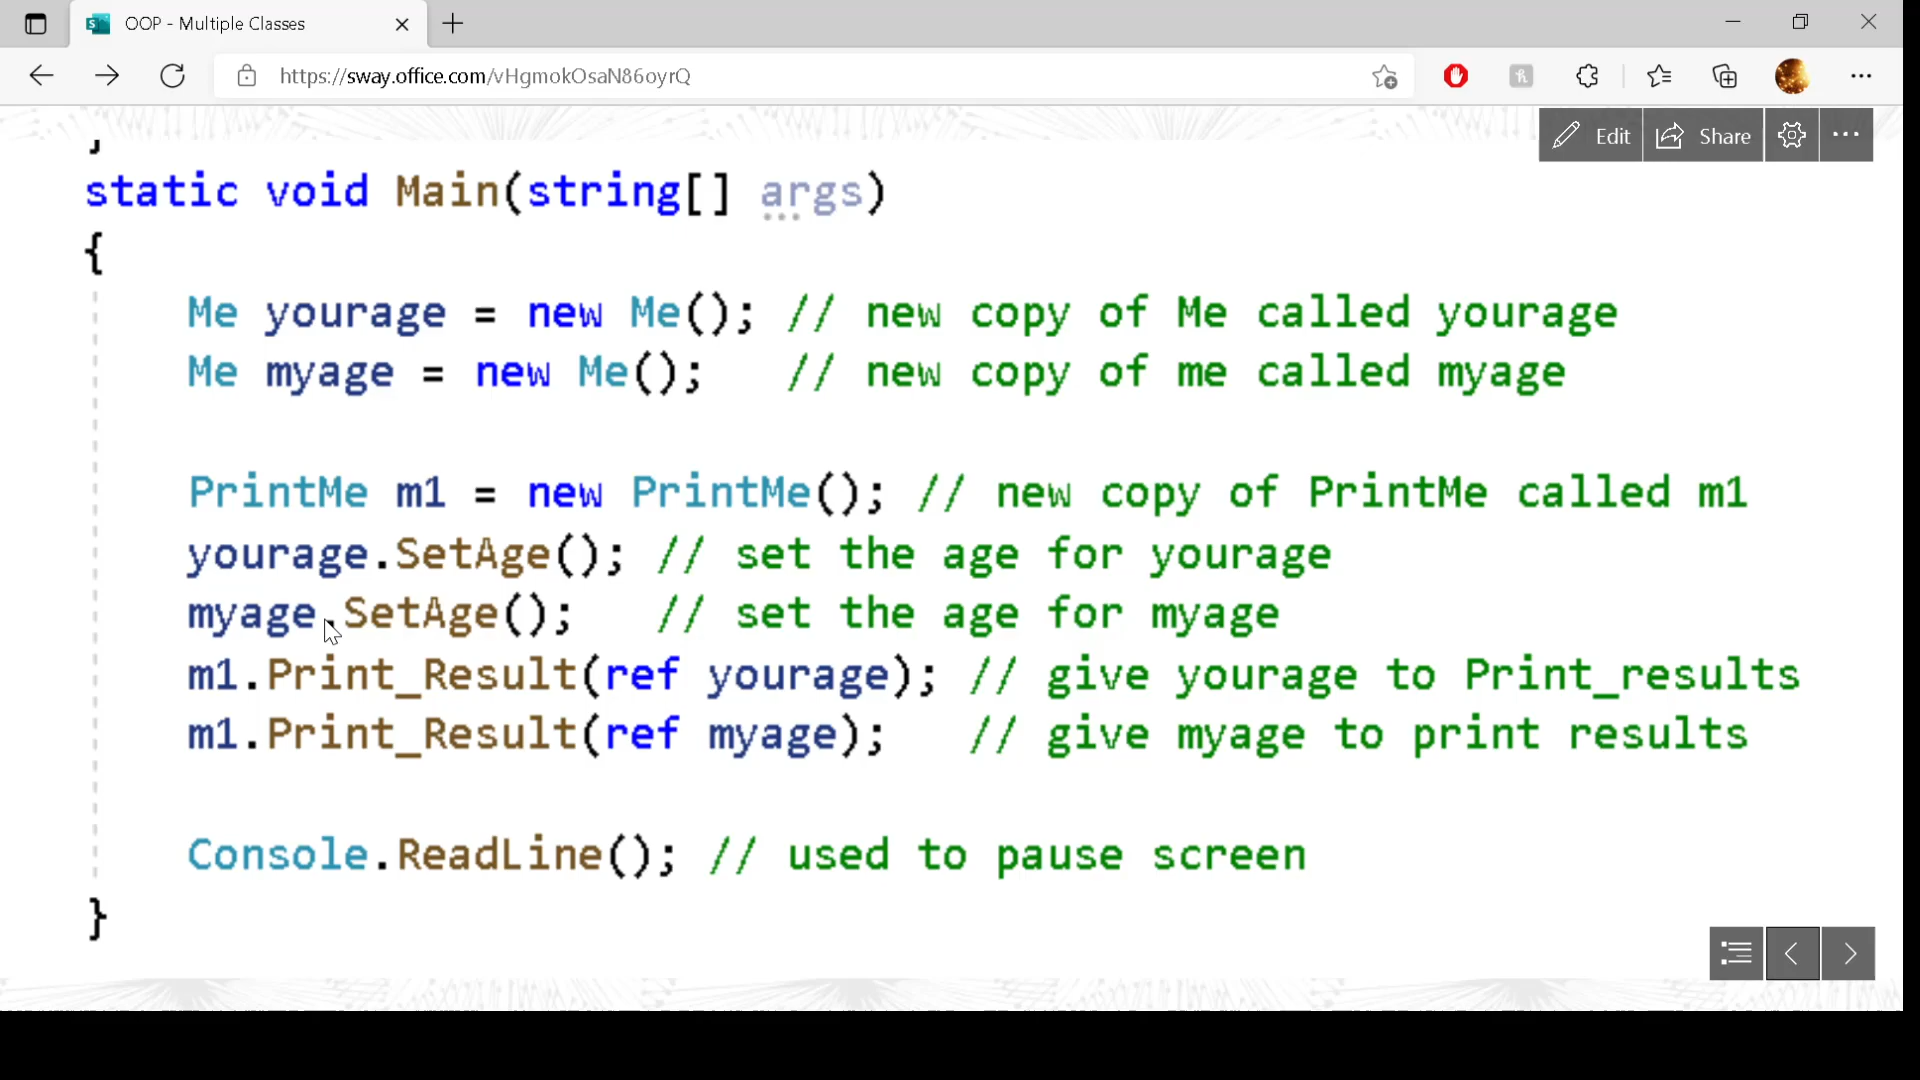 OOP - Multiple Classes
https://sway.office.com/vHgmokOsaN86oyrQ
Edit
Share
static void Main(string[] args)
{
Me yourage = new Me(); // new copy of Me called yourage
Me myage = new Me(); // new copy of me called myage
PrintMe m1 = new PrintMe(); // new copy of PrintMe called m1
yourage.SetAge(); // set the age for yourage
myage.SetAge(); // set the age for myage
m1.Print_Result(ref yourage); // give yourage to Print_results
m1.Print_Result(ref myage); // give myage to print results
Console.ReadLine(); // used to pause screen
}